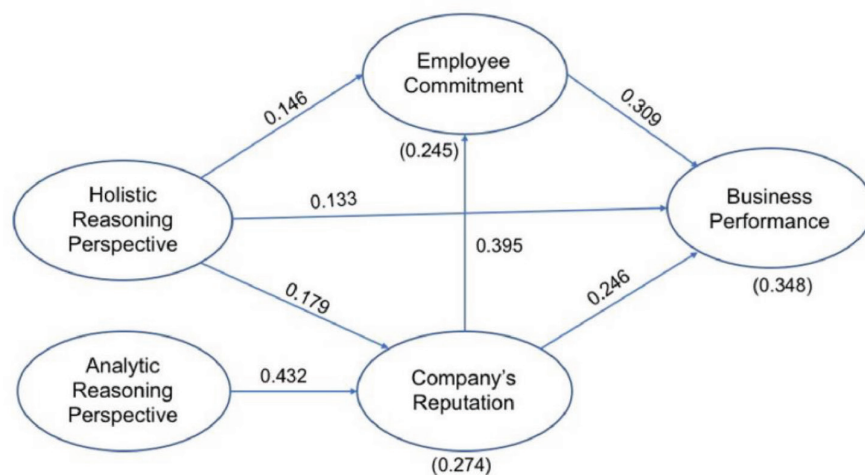 Employee
Commitment
0.146
0.309
(0.245)
Holistic
Reasoning
Perspective
0.133
Business
Performance
0.395
0.179
0.246
(0.348)
Analytic
Reasoning
Perspective
0.432
Company's
Reputation
(0.274)